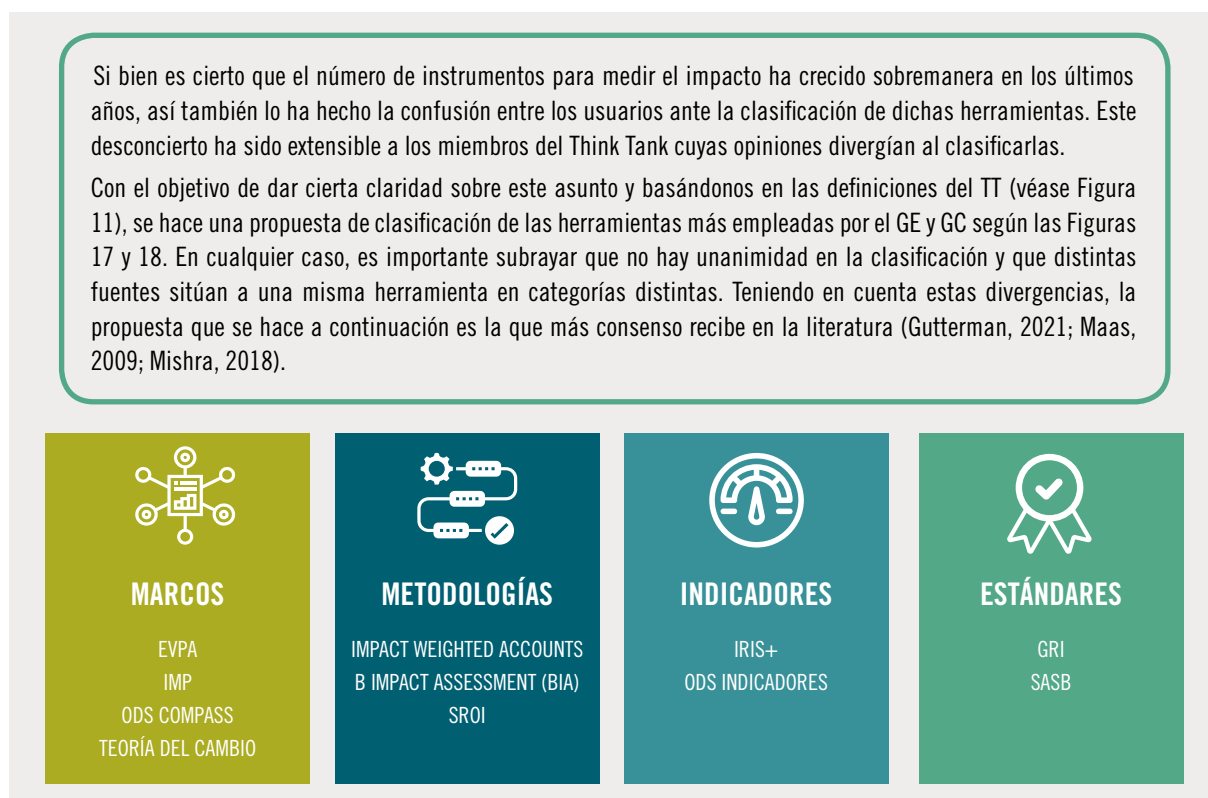 Si bien es cierto que el número de instrumentos para medir el impacto ha crecido sobremanera en los últimos
años, así también lo ha hecho la confusión entre los usuarios ante la clasificación de dichas herramientas. Este
desconcierto ha sido extensible a los miembros del Think Tank cuyas opiniones divergían al clasificarlas.
Con el objetivo de dar cierta claridad sobre este asunto y basándonos en las definiciones del TT (véase Figura
11), se hace una propuesta de clasificación de las herramientas más empleadas por el GE y GC según las Figuras
17 y 18. En cualquier caso, es importante subrayar que no hay unanimidad en la clasificación y que distintas
fuentes sitúan a una misma herramienta en categorías distintas. Teniendo en cuenta estas divergencias, la
propuesta que se hace a continuación es la que más consenso recibe en la literatura (Gutterman, 2021; Maas,
2009; Mishra, 2018).
MARCOS
EVPA
IMP
ODS COMPASS
TEORÍA DEL CAMBIO
METODOLOGÍAS
IMPACT WEIGHTED ACCOUNTS
B IMPACT ASSESSMENT (BIA)
SROI
INDICADORES
IRIS+
ODS INDICADORES
ESTÁNDARES
GRI
SASB